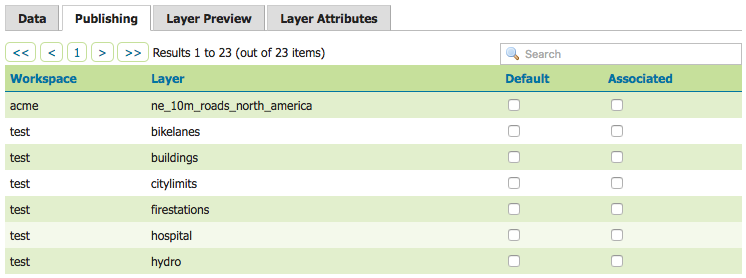 Data Publishing Layer Preview Layer Attributes
<< < 1 > >> Results 1 to 23 (out of 23 items) Search
Workspace Layer Default Associated
acme ne_10m_roads_north_america
test bikelanes
test buildings
test citylimits
test firestations
test hospital
test hydro